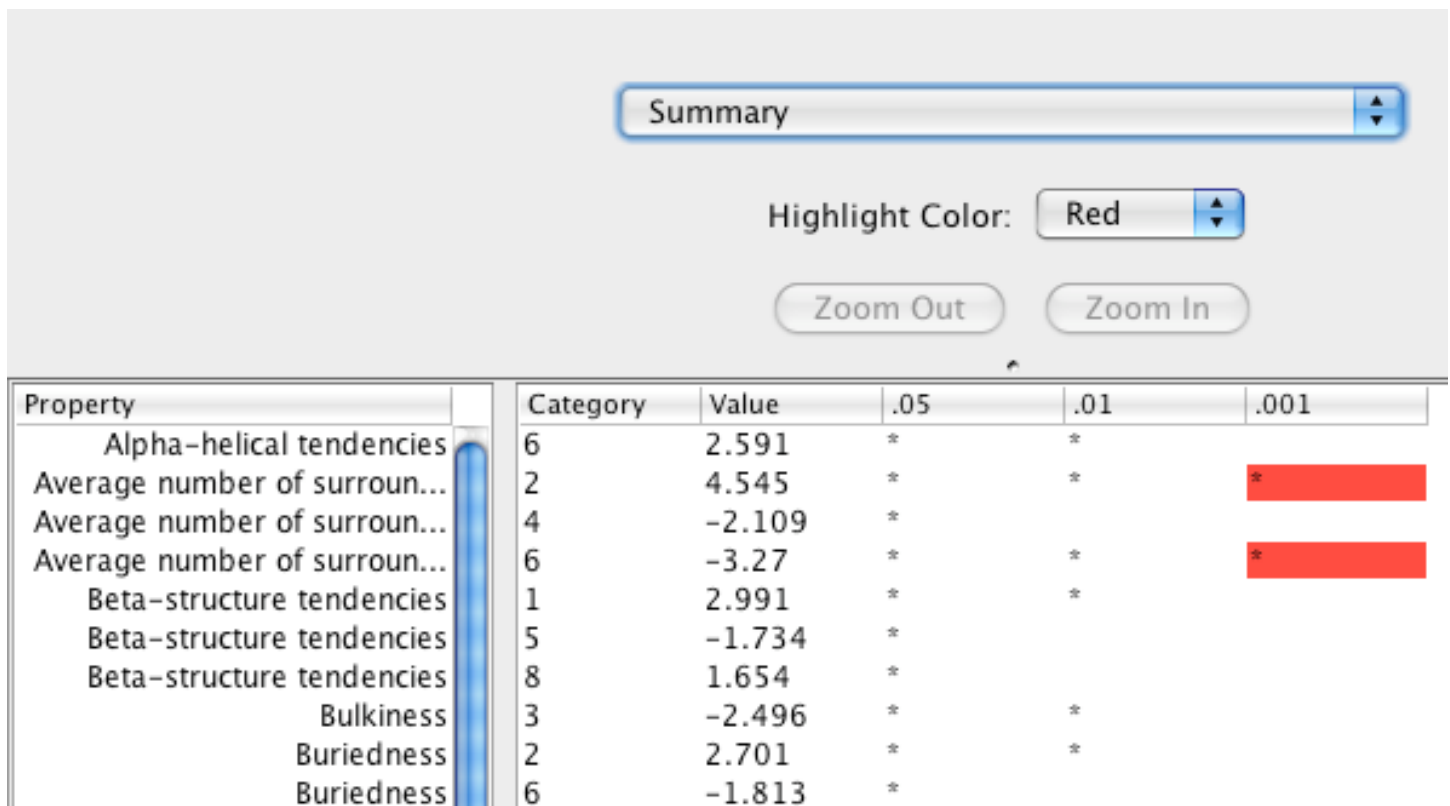 Summary
Highlight Color: Red
Zoom Out Zoom In
Property Category Value .05 .01 .001
Alpha-helical tendencies 6 2.591 * *
Average number of surroun... 2 4.545 * * *
Average number of surroun... 4 -2.109 *
Average number of surroun... 6 -3.27 * * *
Beta-structure tendencies 1 2.991 * *
Beta-structure tendencies 5 -1.734 *
Beta-structure tendencies 8 1.654 *
Bulkiness 3 -2.496 * *
Buriedness 2 2.701 * *
Buriedness 6 -1.813 *